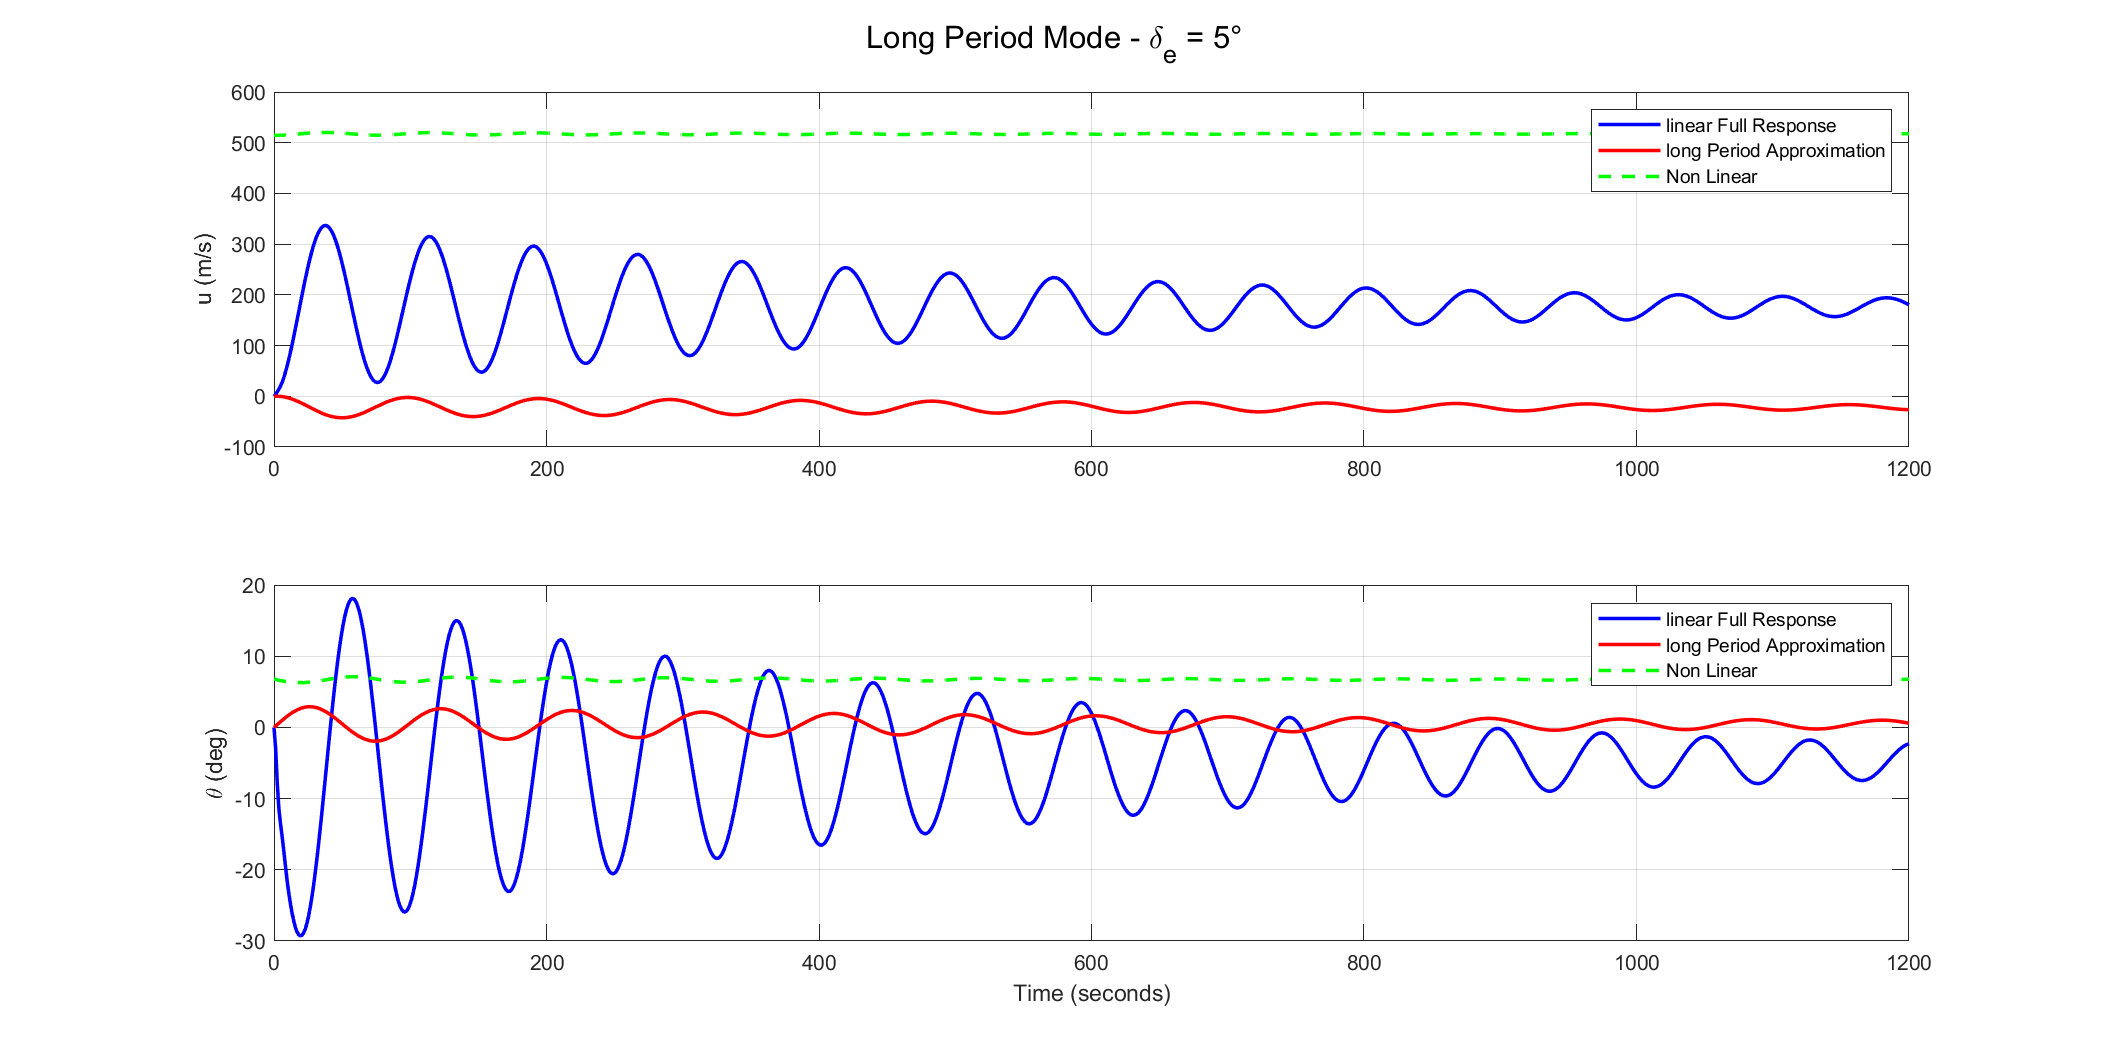 Long Period Mode - δe = 5°
600
500
400
300
200
100
0
-100
u (m/s)
linear Full Response
long Period Approximation
Non Linear
0 200 400 600 800 1000 1200
20
10
0
-10
-20
-30
θ (deg)
linear Full Response
long Period Approximation
Non Linear
0 200 400 600 800 1000 1200
Time (seconds)